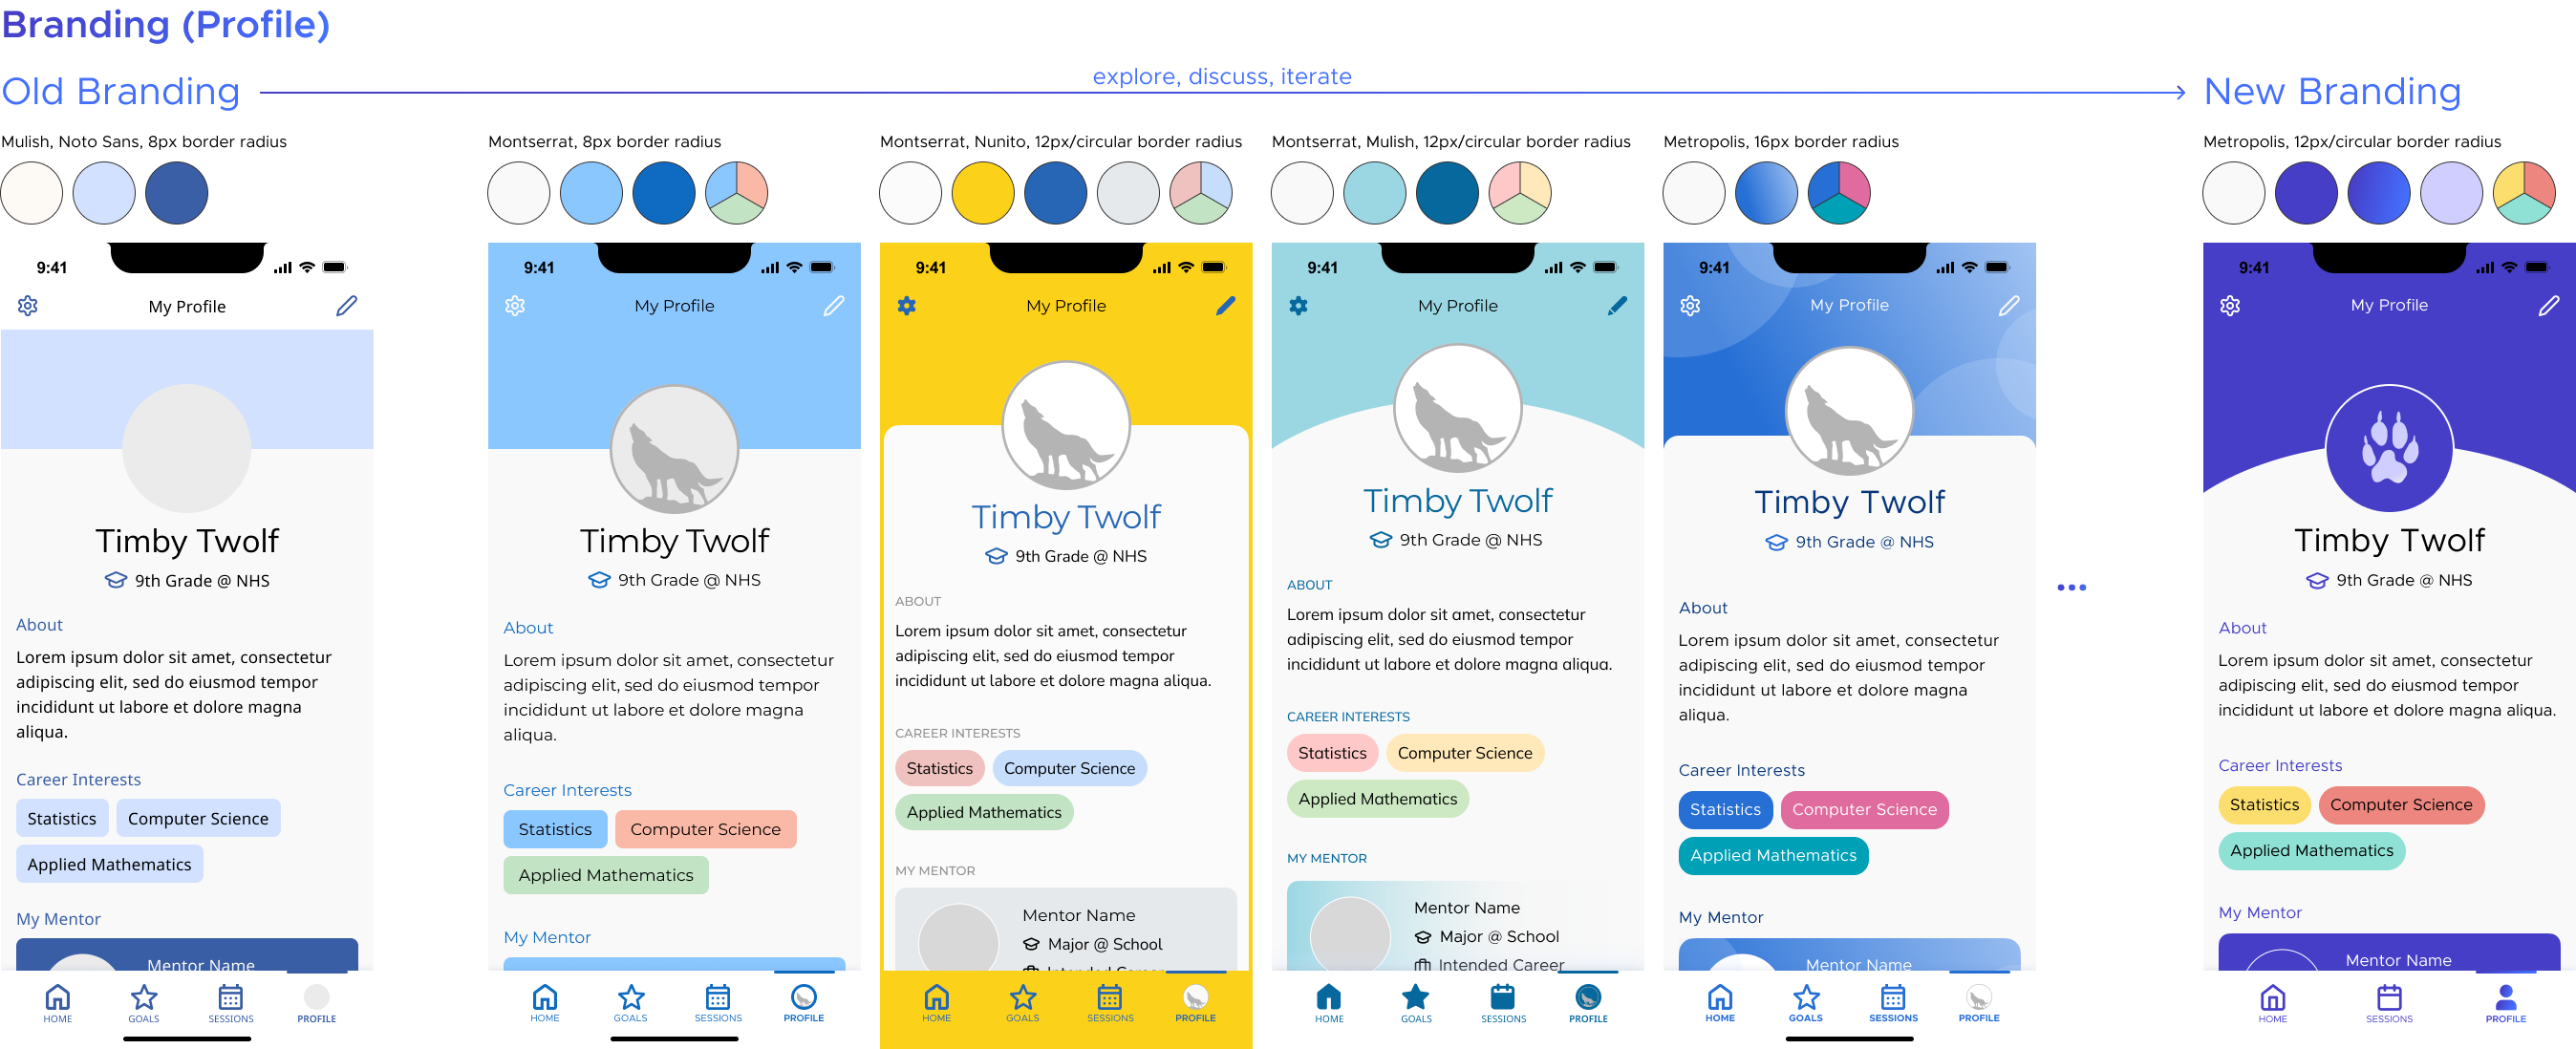 Branding (Profile)
Old Branding
explore, discuss, iterate
New Branding
Mulish, Noto Sans, 8px border radius
9:41
My Profile
Timby Twolf
9th Grade @ NHS
About
Lorem ipsum dolor sit amet, consectetur
adipiscing elit, sed do eiusmod tempor
incididunt ut labore et dolore magna
aliqua.
Career Interests
Statistics
Computer Science
Applied Mathematics
My Mentor
Mentor Name
HOME
GOALS
SESSIONS
PROFILE
Montserrat, 8px border radius
9:41
My Profile
Timby Twolf
9th Grade @ NHS
About
Lorem ipsum dolor sit amet, consectetur
adipiscing elit, sed do eiusmod tempor
incididunt ut labore et dolore magna
aliqua.
Career Interests
Statistics
Computer Science
Applied Mathematics
My Mentor
HOME
GOALS
SESSIONS
PROFILE
Montserrat, Nunito, 12px/circular border radius
9:41
My Profile
Timby Twolf
9th Grade @ NHS
ABOUT
Lorem ipsum dolor sit amet, consectetur
adipiscing elit, sed do eiusmod tempor
incididunt ut labore et dolore magna aliqua.
CAREER INTERESTS
Statistics
Computer Science
Applied Mathematics
MY MENTOR
Mentor Name
Major @ School
Intended Career
HOME
GOALS
SESSIONS
PROFILE
Montserrat, Mulish, 12px/circular border radius
9:41
My Profile
Timby Twolf
9th Grade @ NHS
ABOUT
Lorem ipsum dolor sit amet, consectetur
adipiscing elit, sed do eiusmod tempor
incididunt ut labore et dolore magna aliqua.
CAREER INTERESTS
Statistics
Computer Science
Applied Mathematics
MY MENTOR
Mentor Name
Major @ School
Intended Career
HOME
GOALS
SESSIONS
PROFILE
Metropolis, 16px border radius
9:41
My Profile
Timby Twolf
9th Grade @ NHS
About
Lorem ipsum dolor sit amet, consectetur
adipiscing elit, sed do eiusmod tempor
incididunt ut labore et dolore magna
aliqua.
Career Interests
Statistics
Computer Science
Applied Mathematics
My Mentor
Mentor Name
HOME
GOALS
SESSIONS
PROFILE
Metropolis, 12px/circular border radius
9:41
My Profile
Timby Twolf
9th Grade @ NHS
About
Lorem ipsum dolor sit amet, consectetur
adipiscing elit, sed do eiusmod tempor
incididunt ut labore et dolore magna aliqua.
Career Interests
Statistics
Computer Science
Applied Mathematics
My Mentor
Mentor Name
HOME
SESSIONS
PROFILE